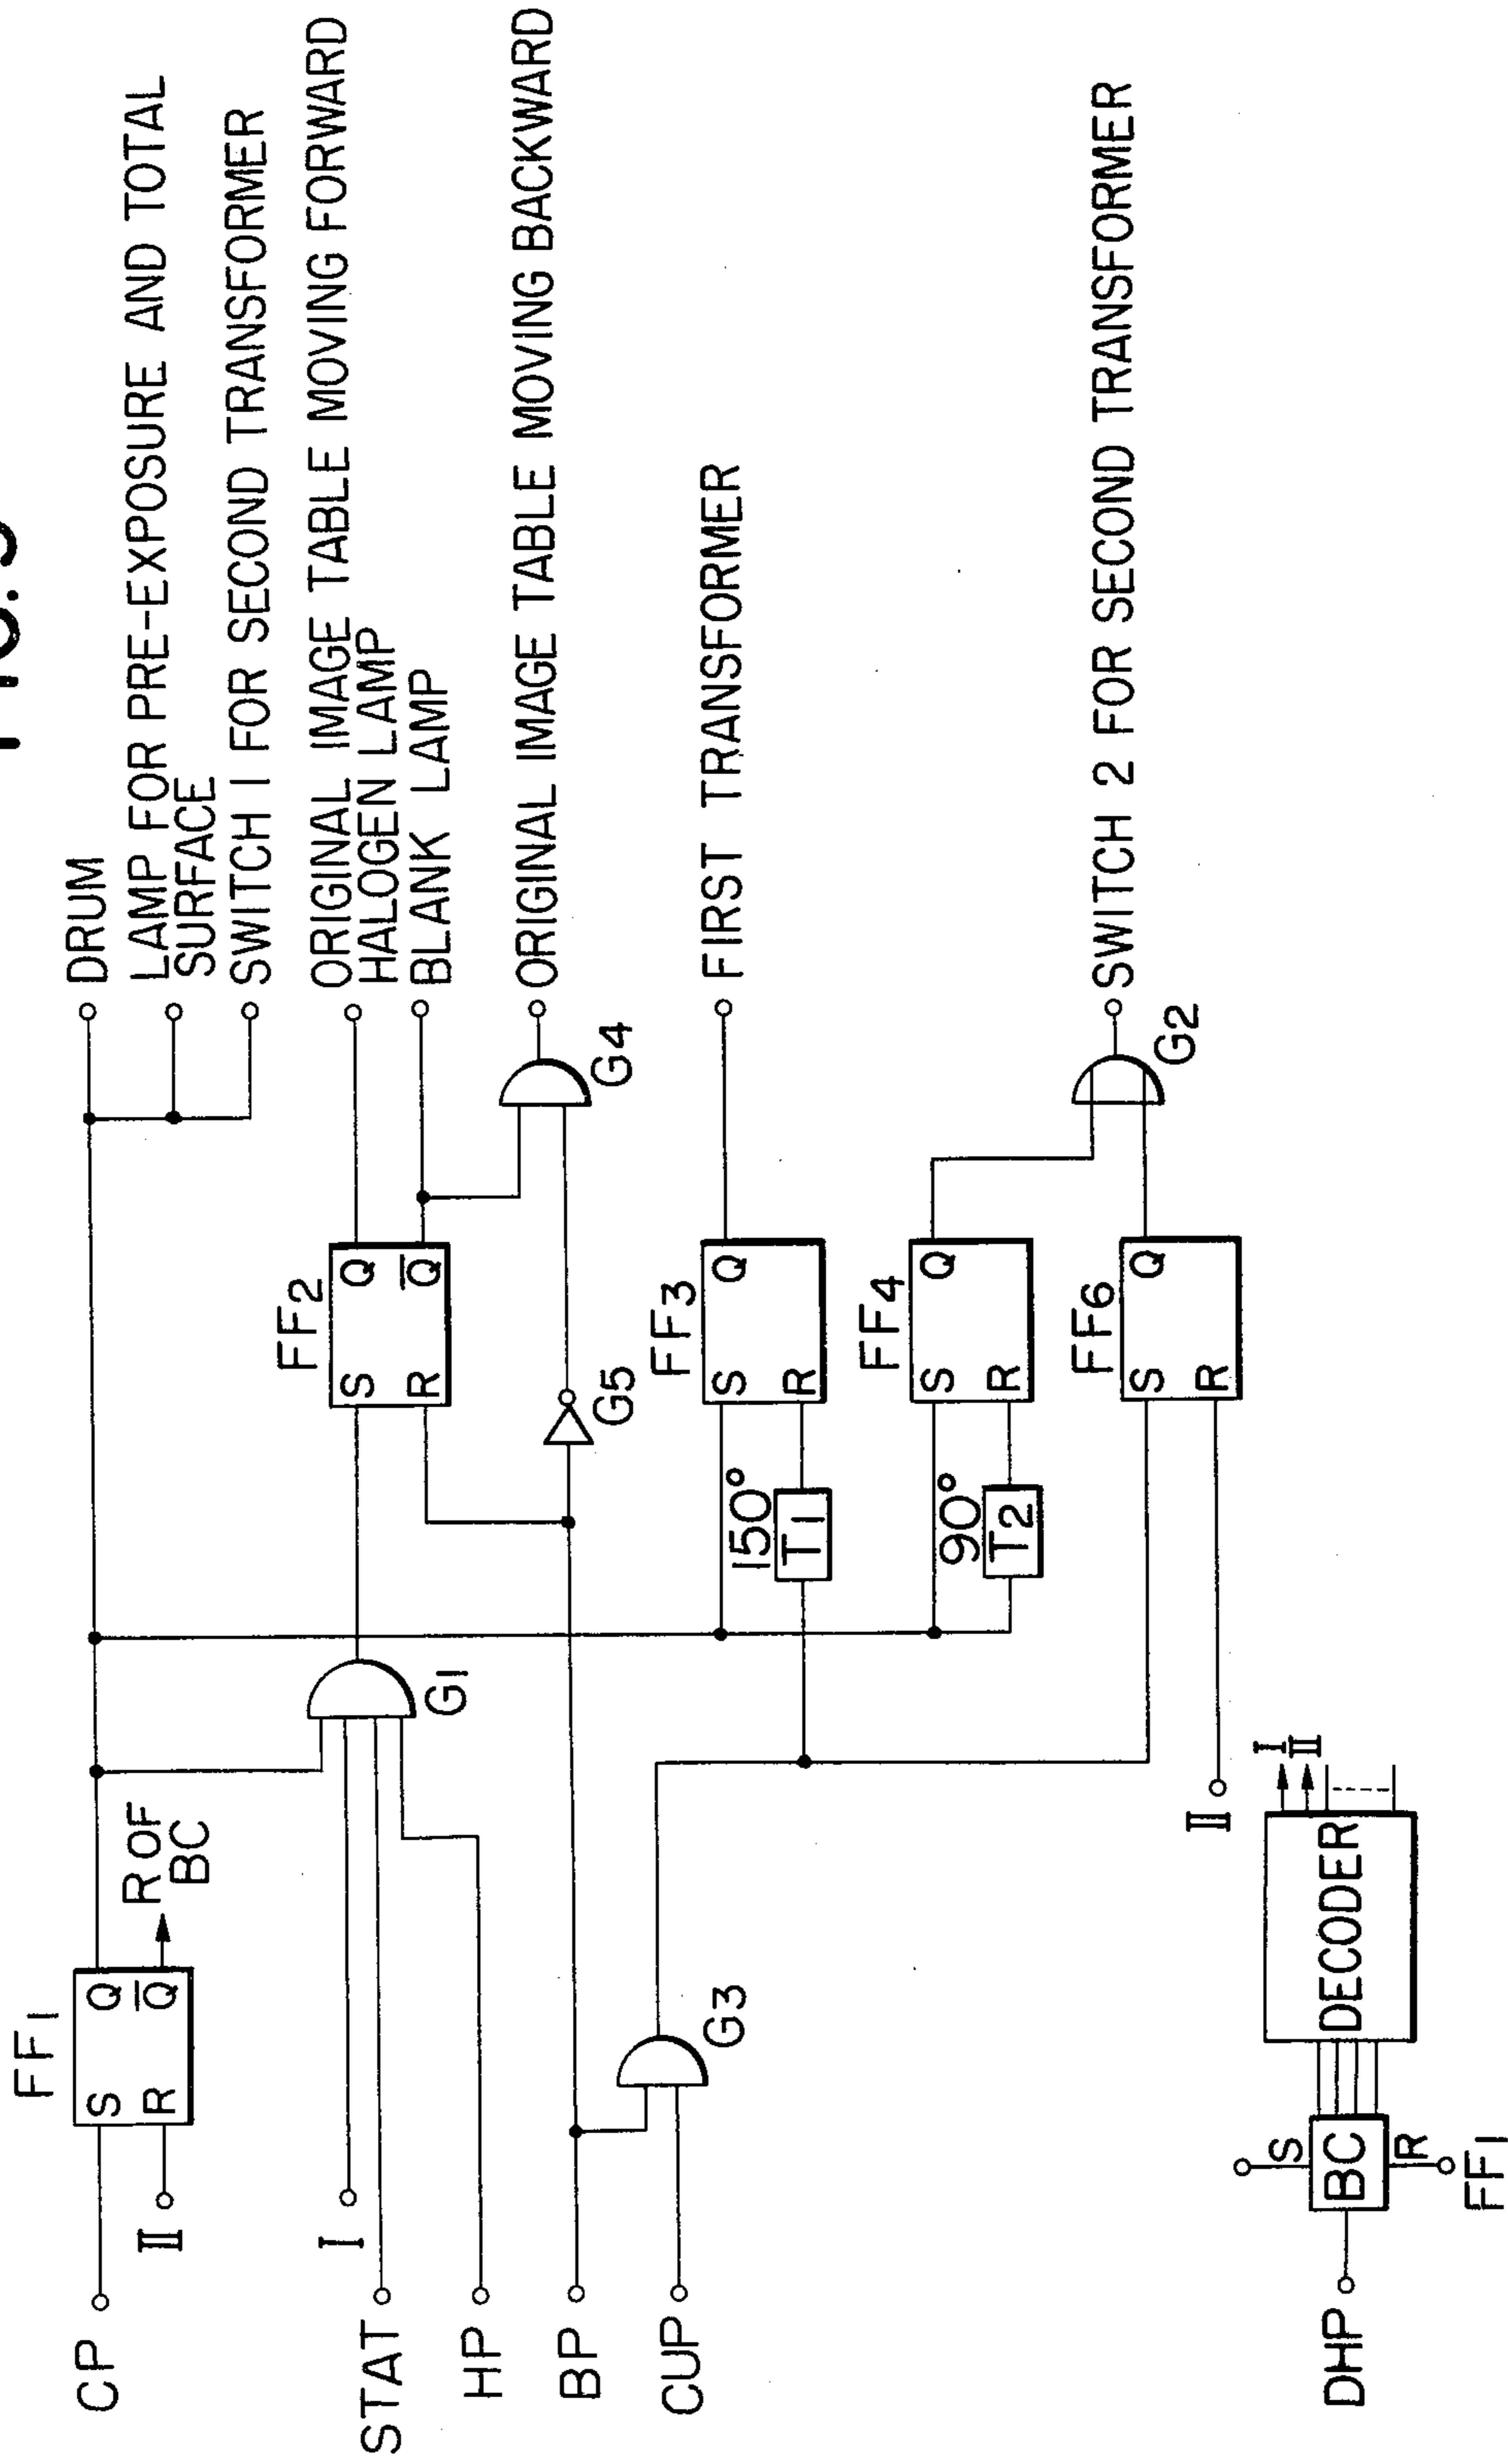 DRUM
LAMP FOR PRE-EXPOSURE AND TOTAL
SURFACE
SWITCH 1 FOR SECOND TRANSFORMER
ORIGINAL IMAGE TABLE MOVING FORWARD
HALOGEN LAMP
BLANK LAMP
ORIGINAL IMAGE TABLE MOVING BACKWARD
FIRST TRANSFORMER
SWITCH 2 FOR SECOND TRANSFORMER
CP
II
FF1
S Q
R Q̅
R OF
BC
I
STAT
HP
BP
CUP
G1
G3
FF2
S Q
R Q̅
G5
G4
150°
T1
FF3
S Q
R
90°
T2
FF4
S Q
R
FF6
S Q
R
II
G2
DHP
S
BC
R
FF1
DECODER
I
II